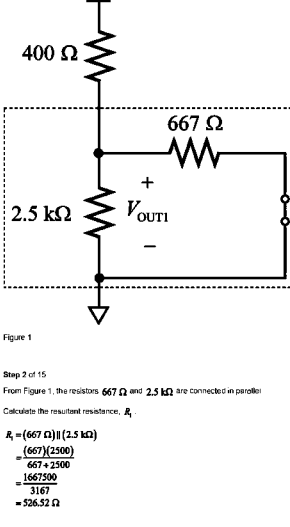 400 Ω
667 Ω
+
2.5 kΩ
V_OUT1
−
Figure 1
Step 2 of 15
From Figure 1, the resistors 667 Ω and 2.5 kΩ are connected in parallel
Calculate the resultant resistance, R₁.
R₁ = (667 Ω) || (2.5 kΩ)
= (667)(2500) / 667 + 2500
= 1667500 / 3167
= 526.52 Ω